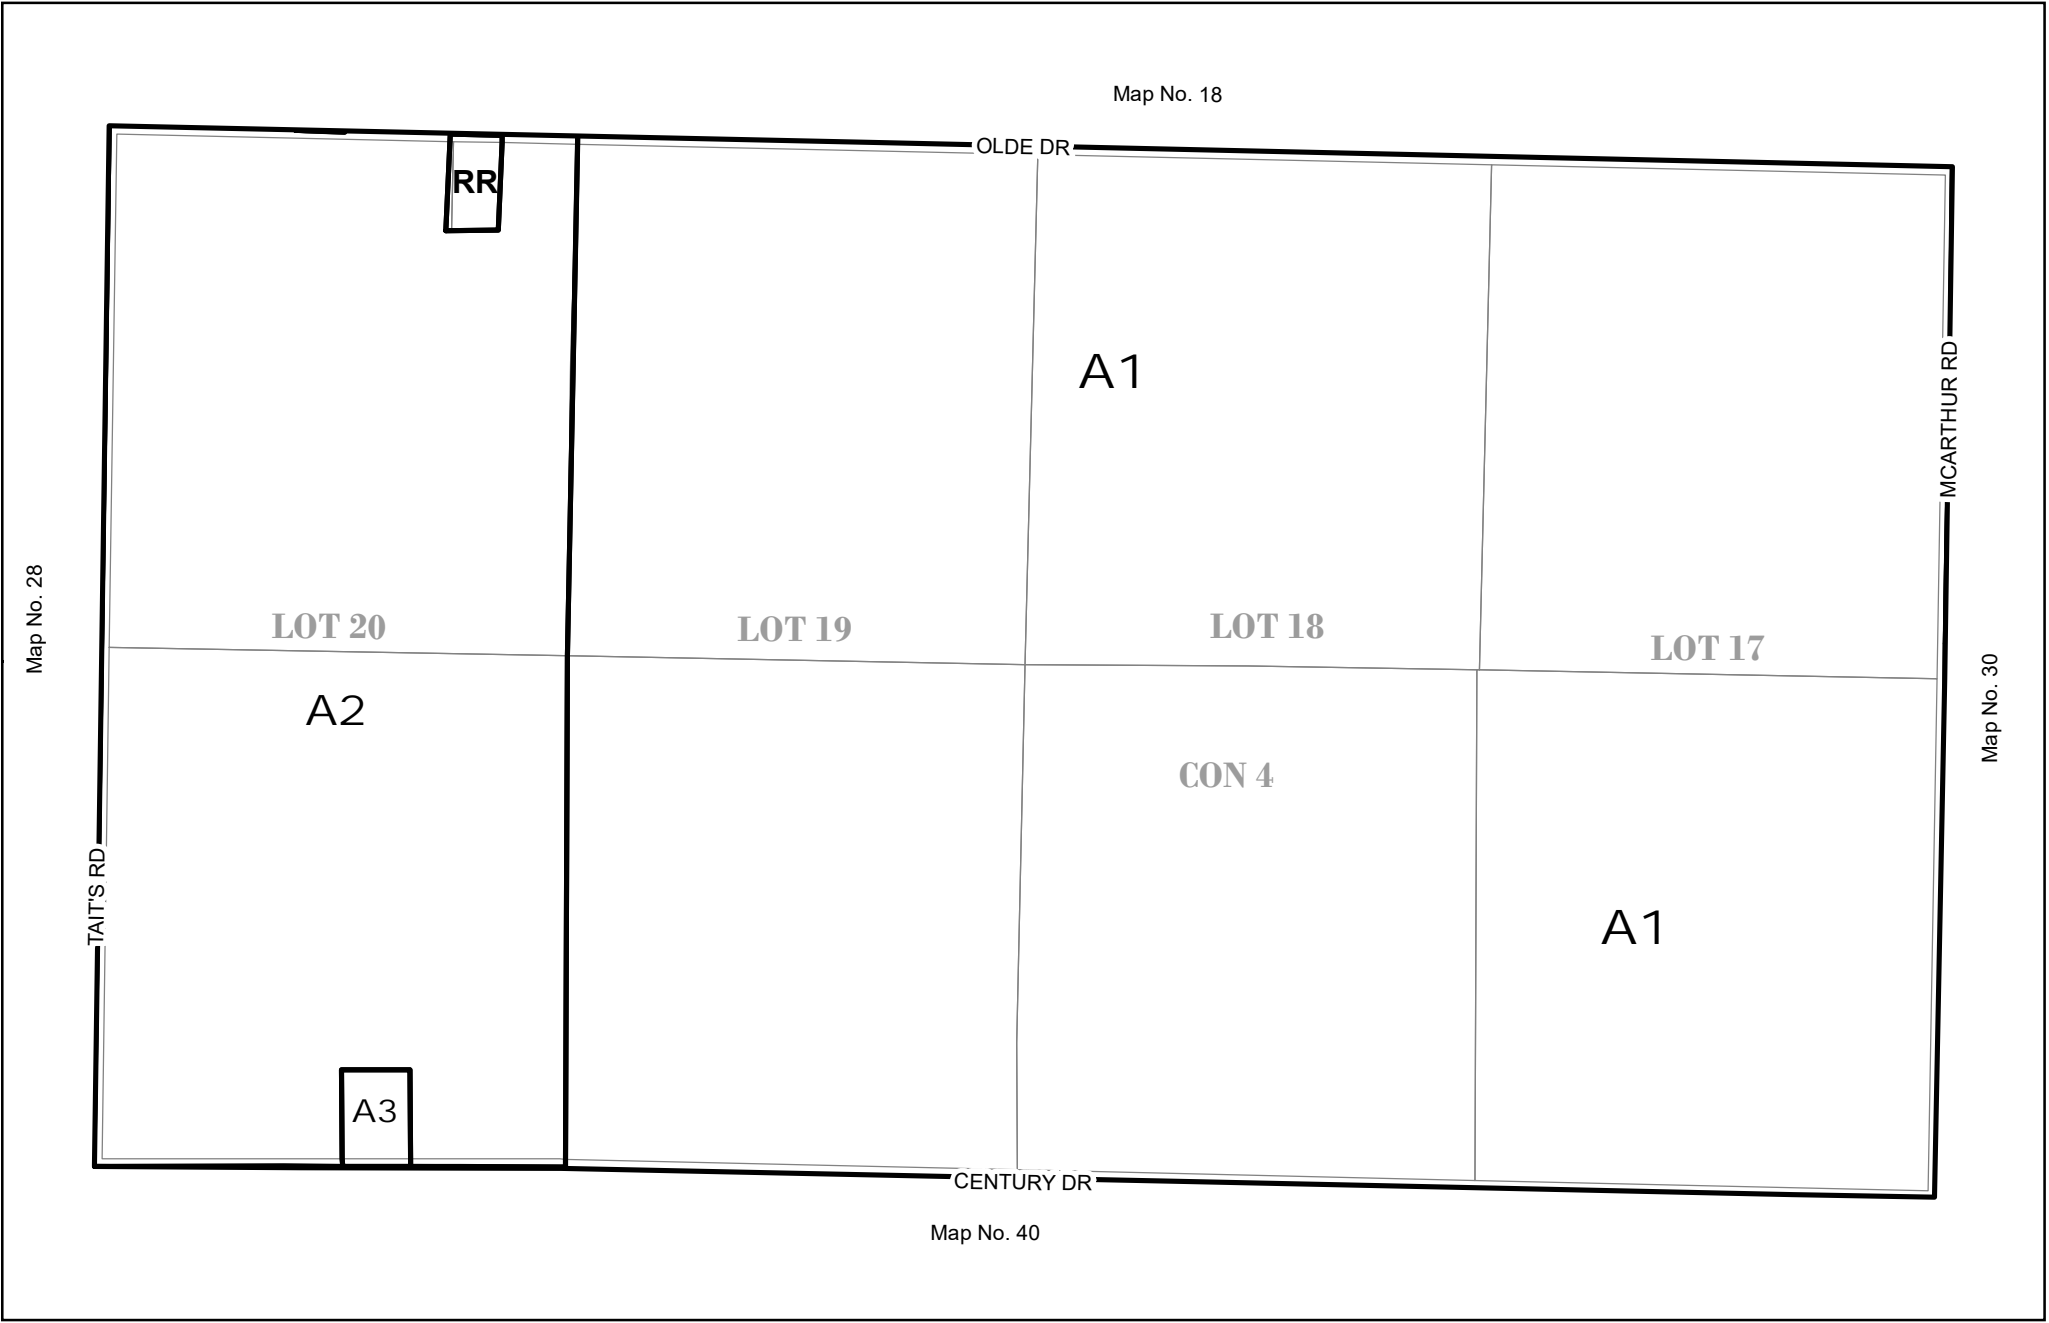 Map No. 18
OLDE DR
RR
A1
MCARTHUR RD
Map No. 28
LOT 20
LOT 19
LOT 18
LOT 17
A2
Map No. 30
CON 4
TAIT'S RD
A1
A3
CENTURY DR
Map No. 40